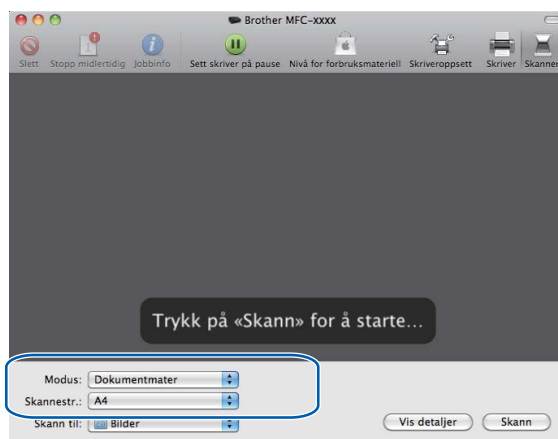 Brother MFC-xxxx
Slett Stopp midlertidig Jobbinfo Sett skriver på pause Nivå for forbruksmateriell Skriveroppsett Skriver Skanner
Trykk på «Skann» for å starte...
Modus: Dokumentmater
Skannestr.: A4
Skann til: Bilder
Vis detaljer Skann